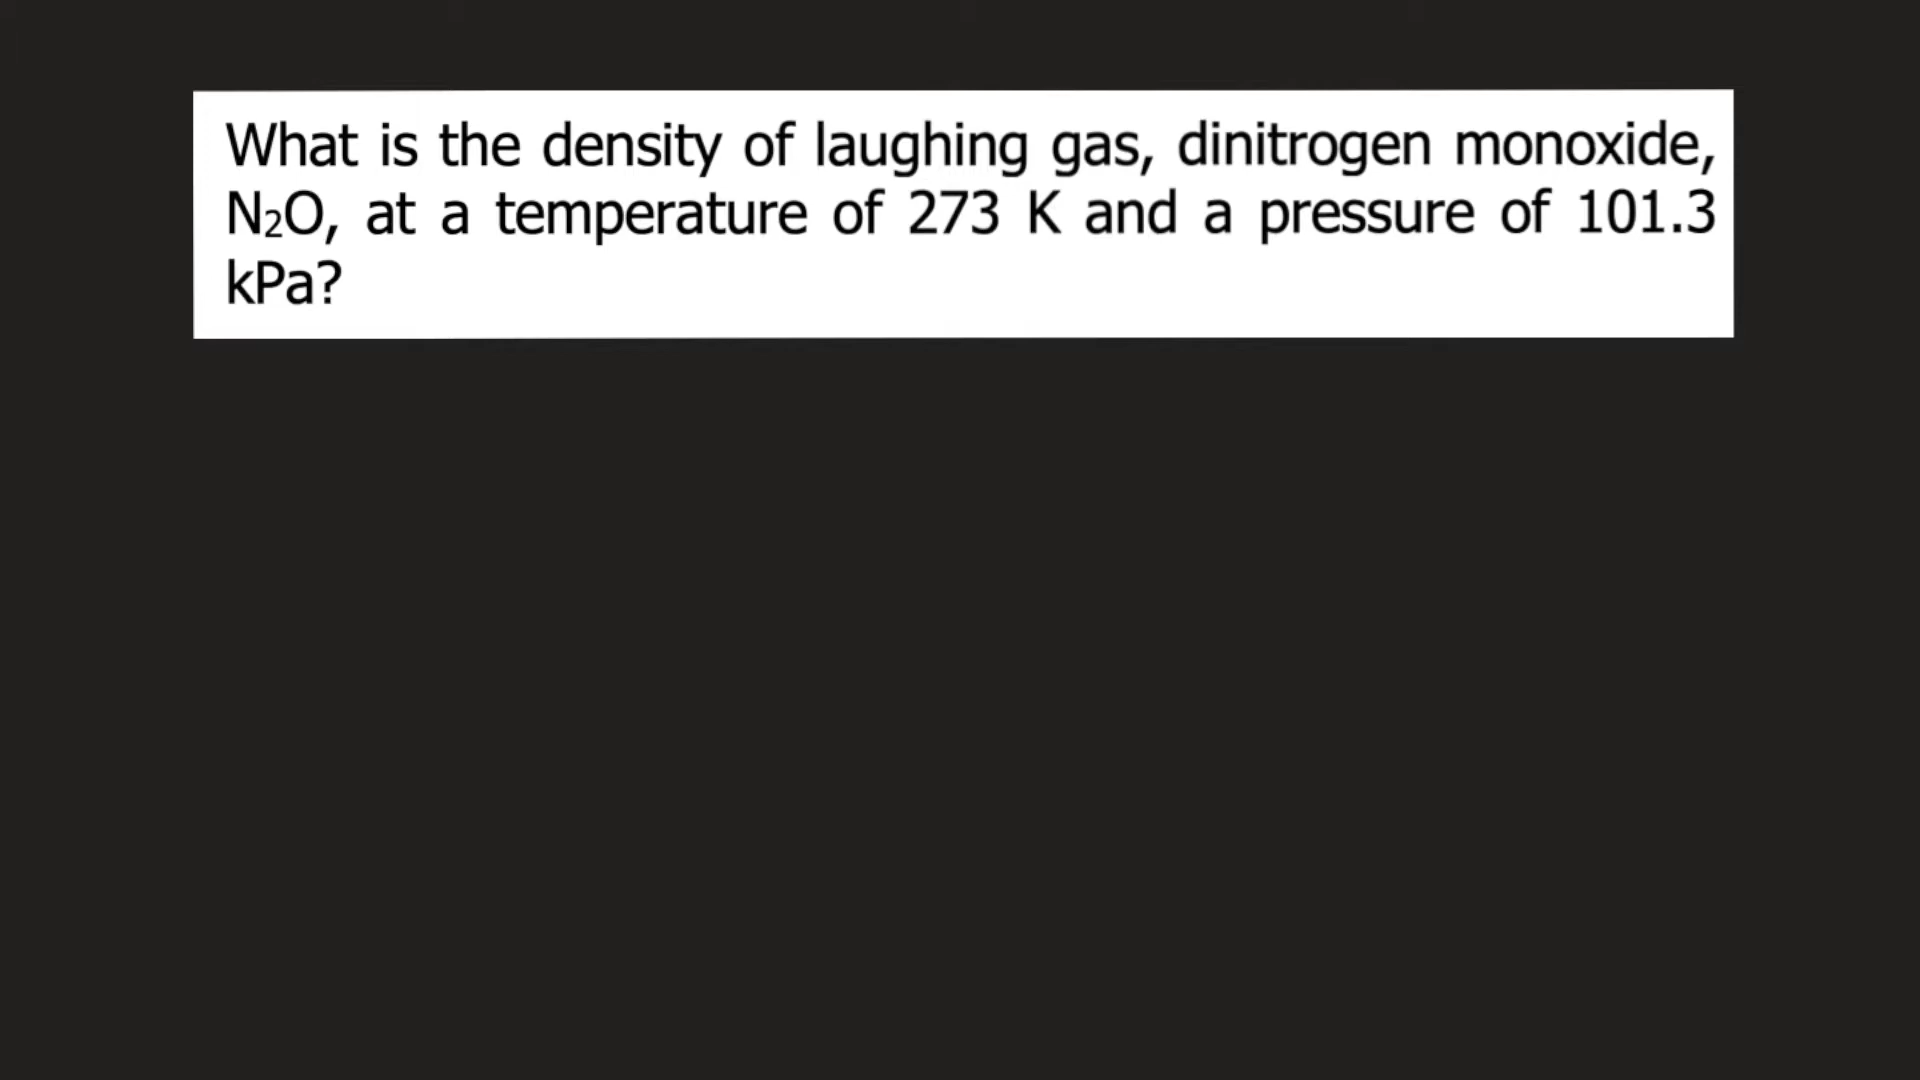 What is the density of laughing gas, dinitrogen monoxide,
N₂O, at a temperature of 273 K and a pressure of 101.3
kPa?